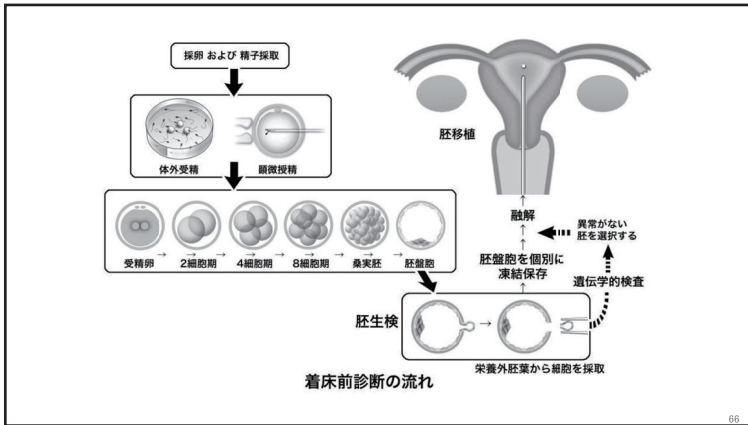 採卵 および 精子採取
体外受精
顕微授精
受精卵 → 2細胞期 → 4細胞期 → 8細胞期 → 桑実胚 → 胚盤胞
胚移植
↑
融解
↑
↑
胚盤胞を個別に
凍結保存
↑
異常がない
胚を選択する
遺伝学的検査
胚生検
→
栄養外胚葉から細胞を採取
着床前診断の流れ
66